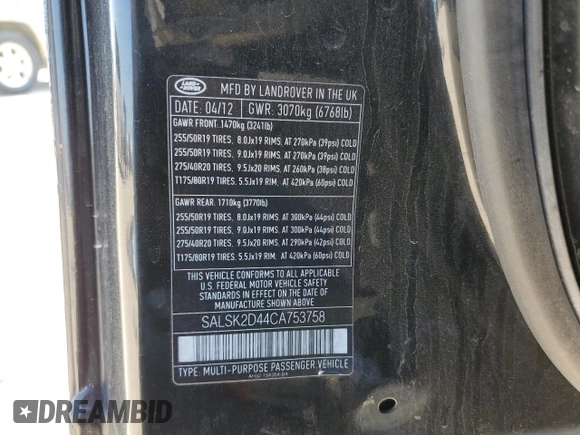 LAND ROVER
MFD BY LANDROVER IN THE UK
DATE: 04/12 GWR: 3070kg (6768lb)
GAWR FRONT. 1470kg (3241lb)
255/50R19 TIRES, 8.0Jx19 RIMS, AT 270kPa (39psi) COLD
255/50R19 TIRES, 9.0Jx19 RIMS, AT 270kPa (39psi) COLD
275/40R20 TIRES, 9.5Jx20 RIMS, AT 260kPa (38psi) COLD
T175/80R19 TIRES. 5.5Jx19 RIM, AT 420kPa (60psi) COLD
GAWR REAR. 1710kg (3770lb)
255/50R19 TIRES, 8.0Jx19 RIMS, AT 300kPa (44psi) COLD
255/50R19 TIRES, 9.0Jx19 RIMS, AT 300kPa (44psi) COLD
275/40R20 TIRES, 9.5Jx20 RIMS, AT 290kPa (42psi) COLD
T175/80R19 TIRES, 5.5Jx19 RIM, AT 420kPa (60psi) COLD
THIS VEHICLE CONFORMS TO ALL APPLICABLE
U.S. FEDERAL MOTOR VEHICLE SAFETY
STANDARDS IN EFFECT ON THE DATE OF
MANUFACTURE SHOWN ABOVE
SALSK2D44CA753758
TYPE: MULTI-PURPOSE PASSENGER VEHICLE
DREAMBID